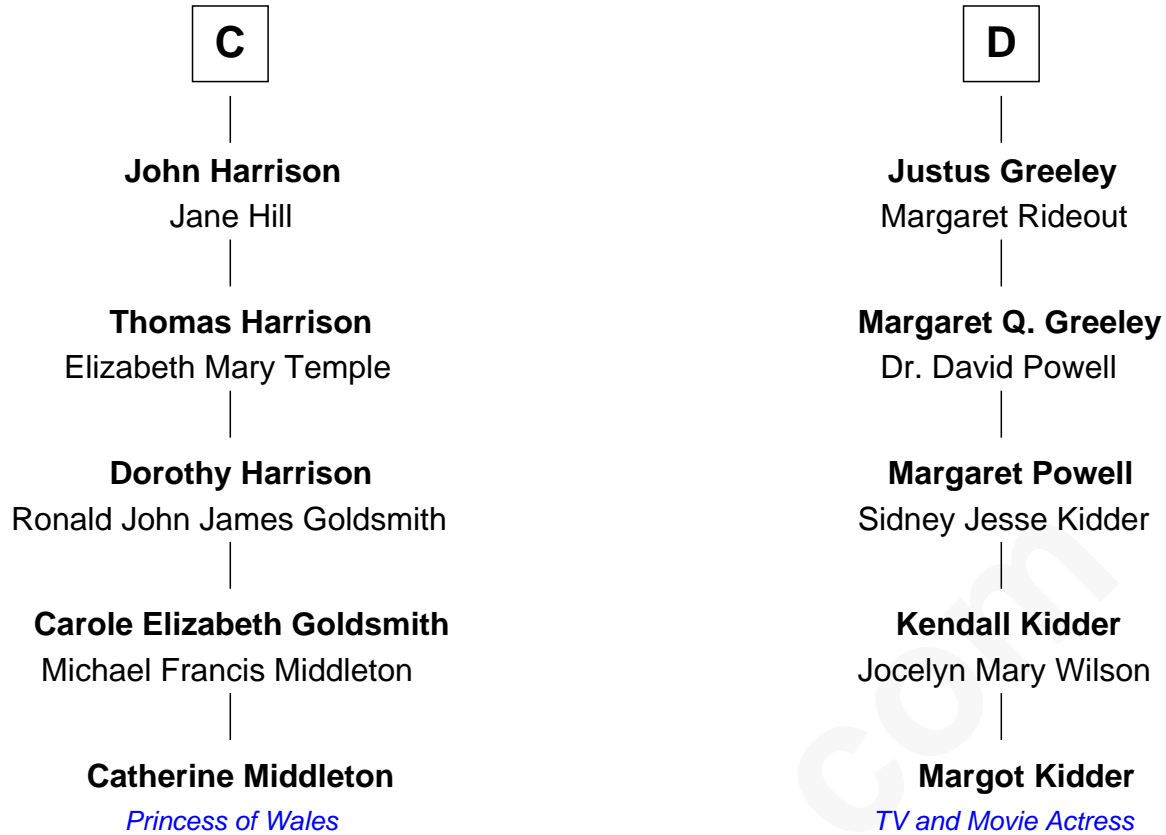 C
John Harrison
Jane Hill
Thomas Harrison
Elizabeth Mary Temple
Dorothy Harrison
Ronald John James Goldsmith
Carole Elizabeth Goldsmith
Michael Francis Middleton
Catherine Middleton
Princess of Wales
D
Justus Greeley
Margaret Rideout
Margaret Q. Greeley
Dr. David Powell
Margaret Powell
Sidney Jesse Kidder
Kendall Kidder
Jocelyn Mary Wilson
Margot Kidder
TV and Movie Actress
com